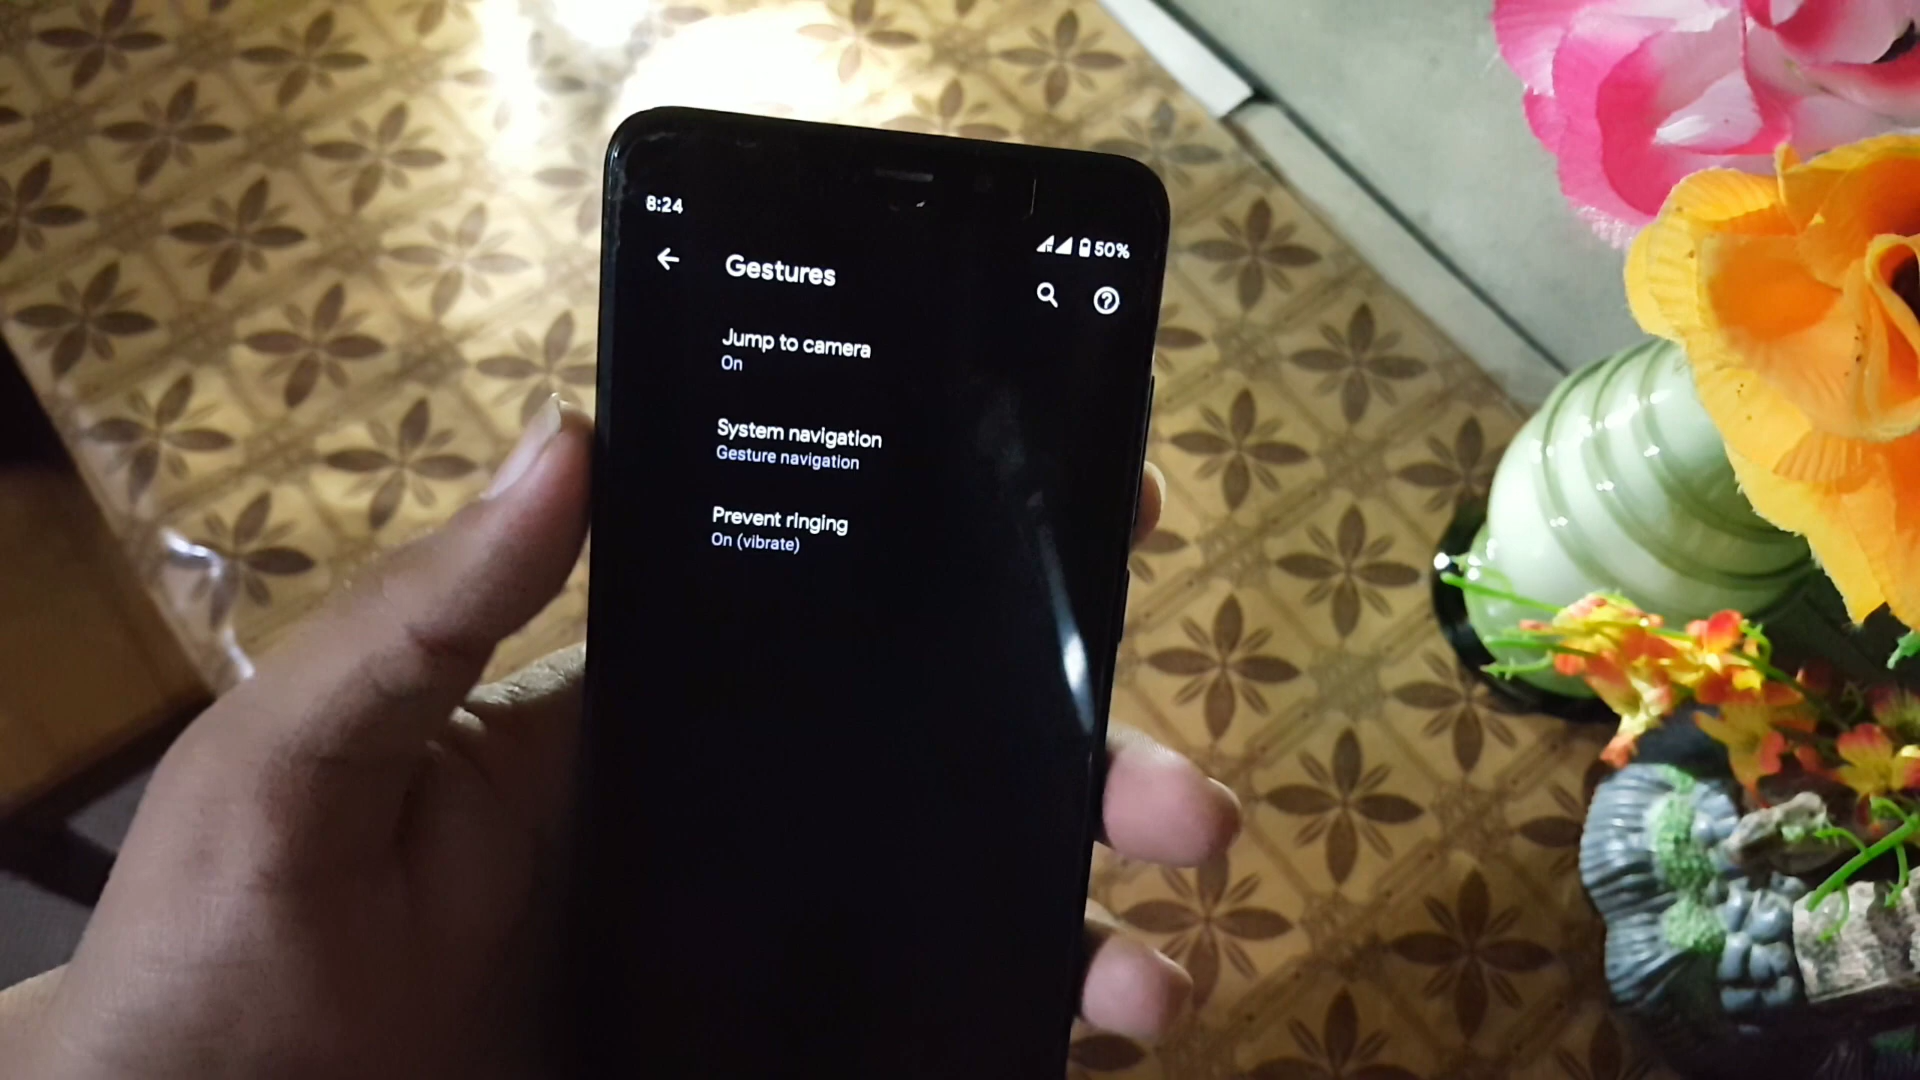 8:24
50%
Gestures
Jump to camera
On
System navigation
Gesture navigation
Prevent ringing
On (vibrate)